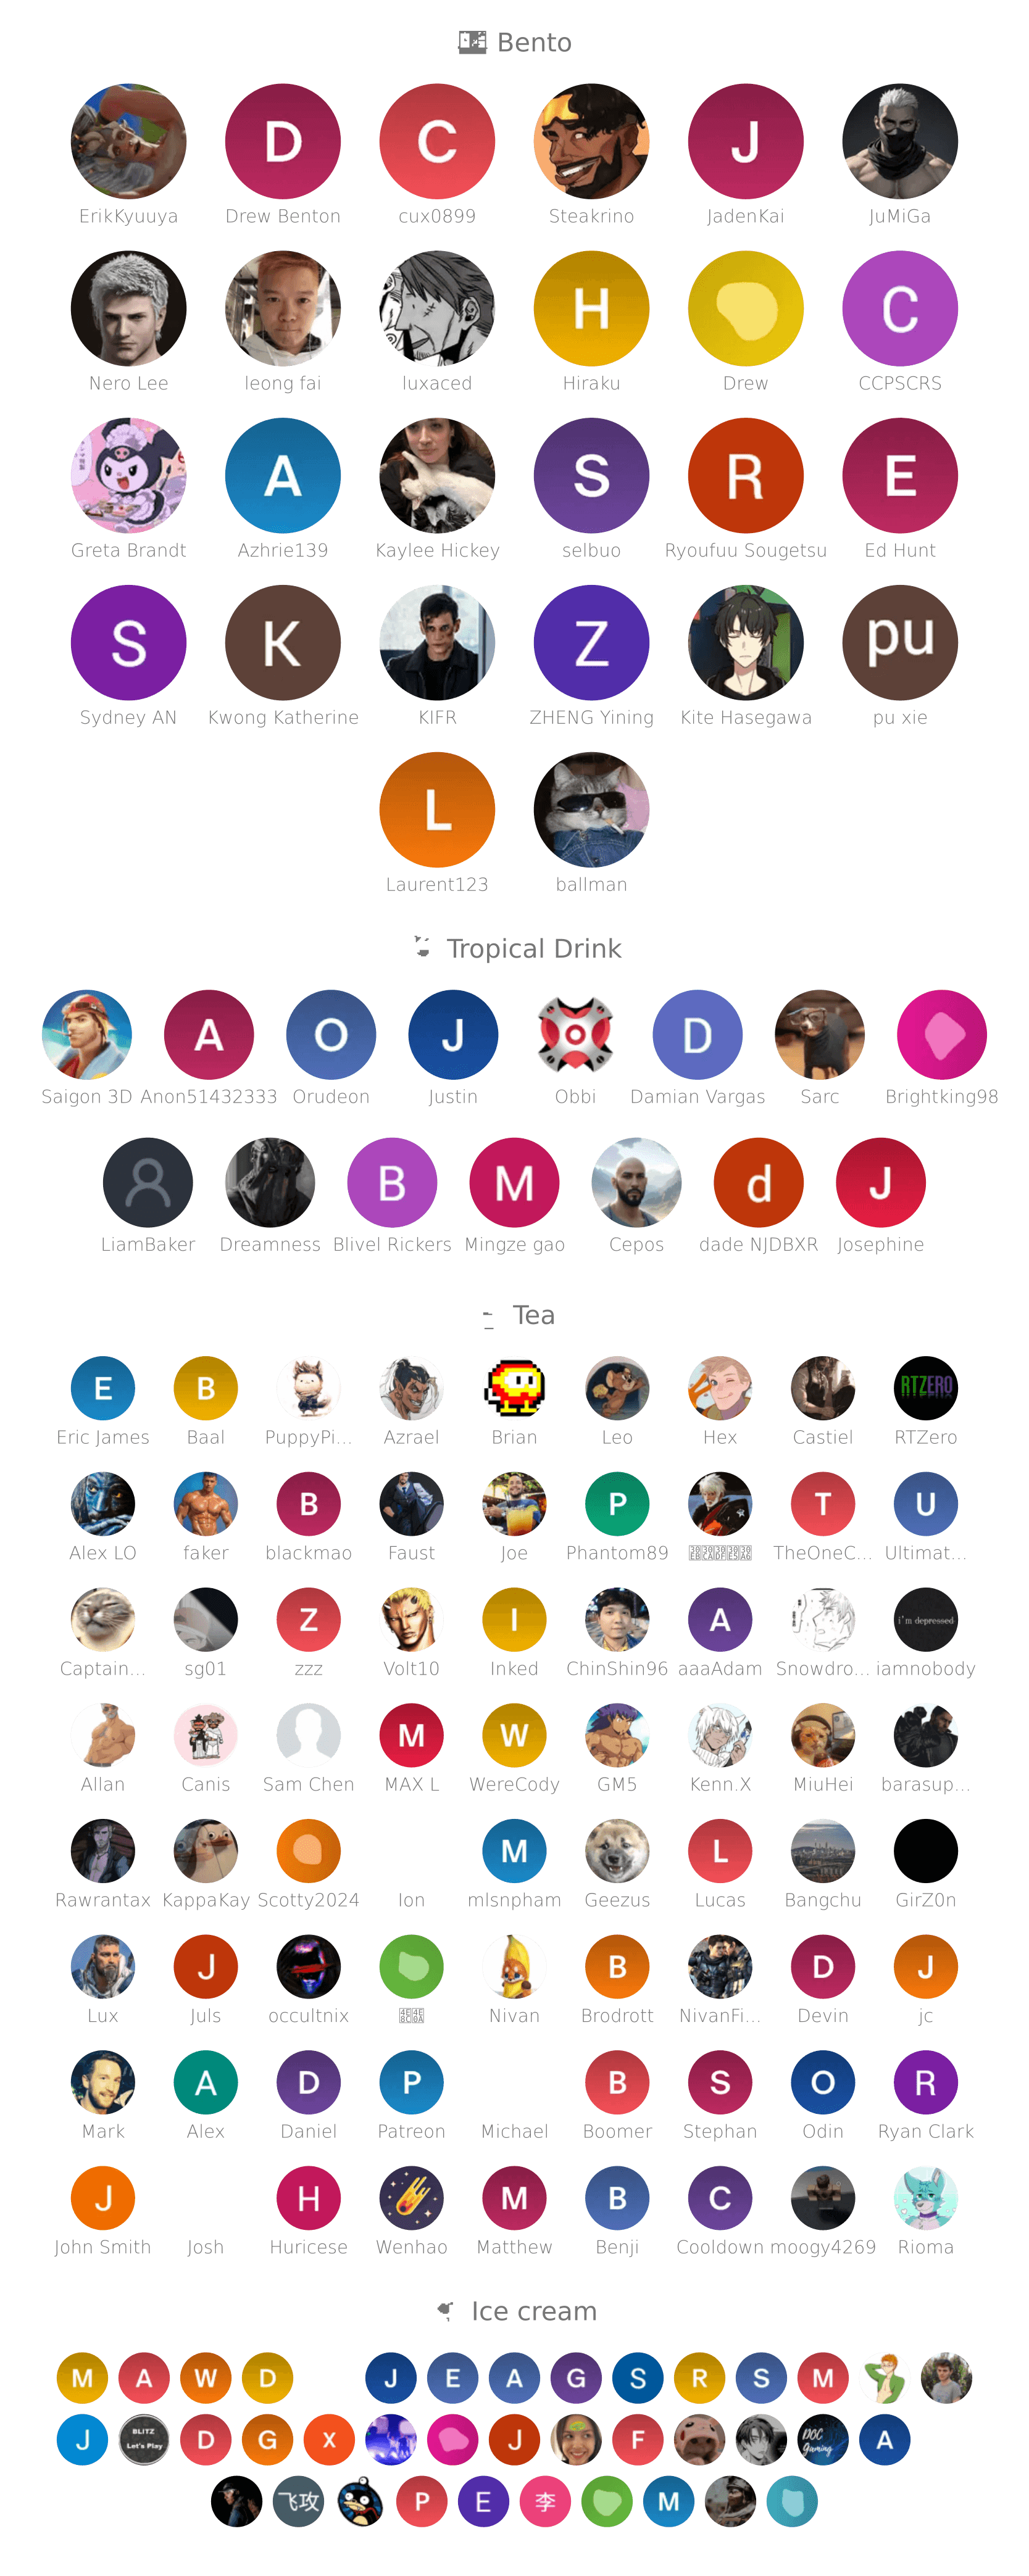 Bento
D C J
ErikKyuuya Drew Benton cux0899 Steakrino JadenKai JuMiGa
H C
Nero Lee leong fai luxaced Hiraku Drew CCPSCRS
A S R E
Greta Brandt Azhrie139 Kaylee Hickey selbuo Ryoufuu Sougetsu Ed Hunt
S K Z pu
Sydney AN Kwong Katherine KIFR ZHENG Yining Kite Hasegawa pu xie
L
Laurent123 ballman
Tropical Drink
A O J D
Saigon 3D Anon51432333 Orudeon Justin Obbi Damian Vargas Sarc Brightking98
B M d J
LiamBaker Dreamness Blivel Rickers Mingze gao Cepos dade NJDBXR Josephine
Tea
E B RTZERO
Eric James Baal PuppyPi... Azrael Brian Leo Hex Castiel RTZero
B P T U
Alex LO faker blackmao Faust Joe Phantom89 TheOneC... Ultimat...
Z I A i'm depressed
Captain... sg01 zzz Volt10 Inked ChinShin96 aaaAdam Snowdro... iamnobody
M W
Allan Canis Sam Chen MAX L WereCody GM5 Kenn.X MiuHei barasup...
M L
Rawrantax KappaKay Scotty2024 Ion mlsnpham Geezus Lucas Bangchu GirZ0n
J B D J
Lux Juls occultnix Nivan Brodrott NivanFi... Devin jc
A D P B S O R
Mark Alex Daniel Patreon Michael Boomer Stephan Odin Ryan Clark
J H M B C
John Smith Josh Huricese Wenhao Matthew Benji Cooldown moogy4269 Rioma
Ice cream
M A W D J E A G S R S M
J BLITZ Let's Play D G x J F DOC Gaming A
飞攻 P E 李 M